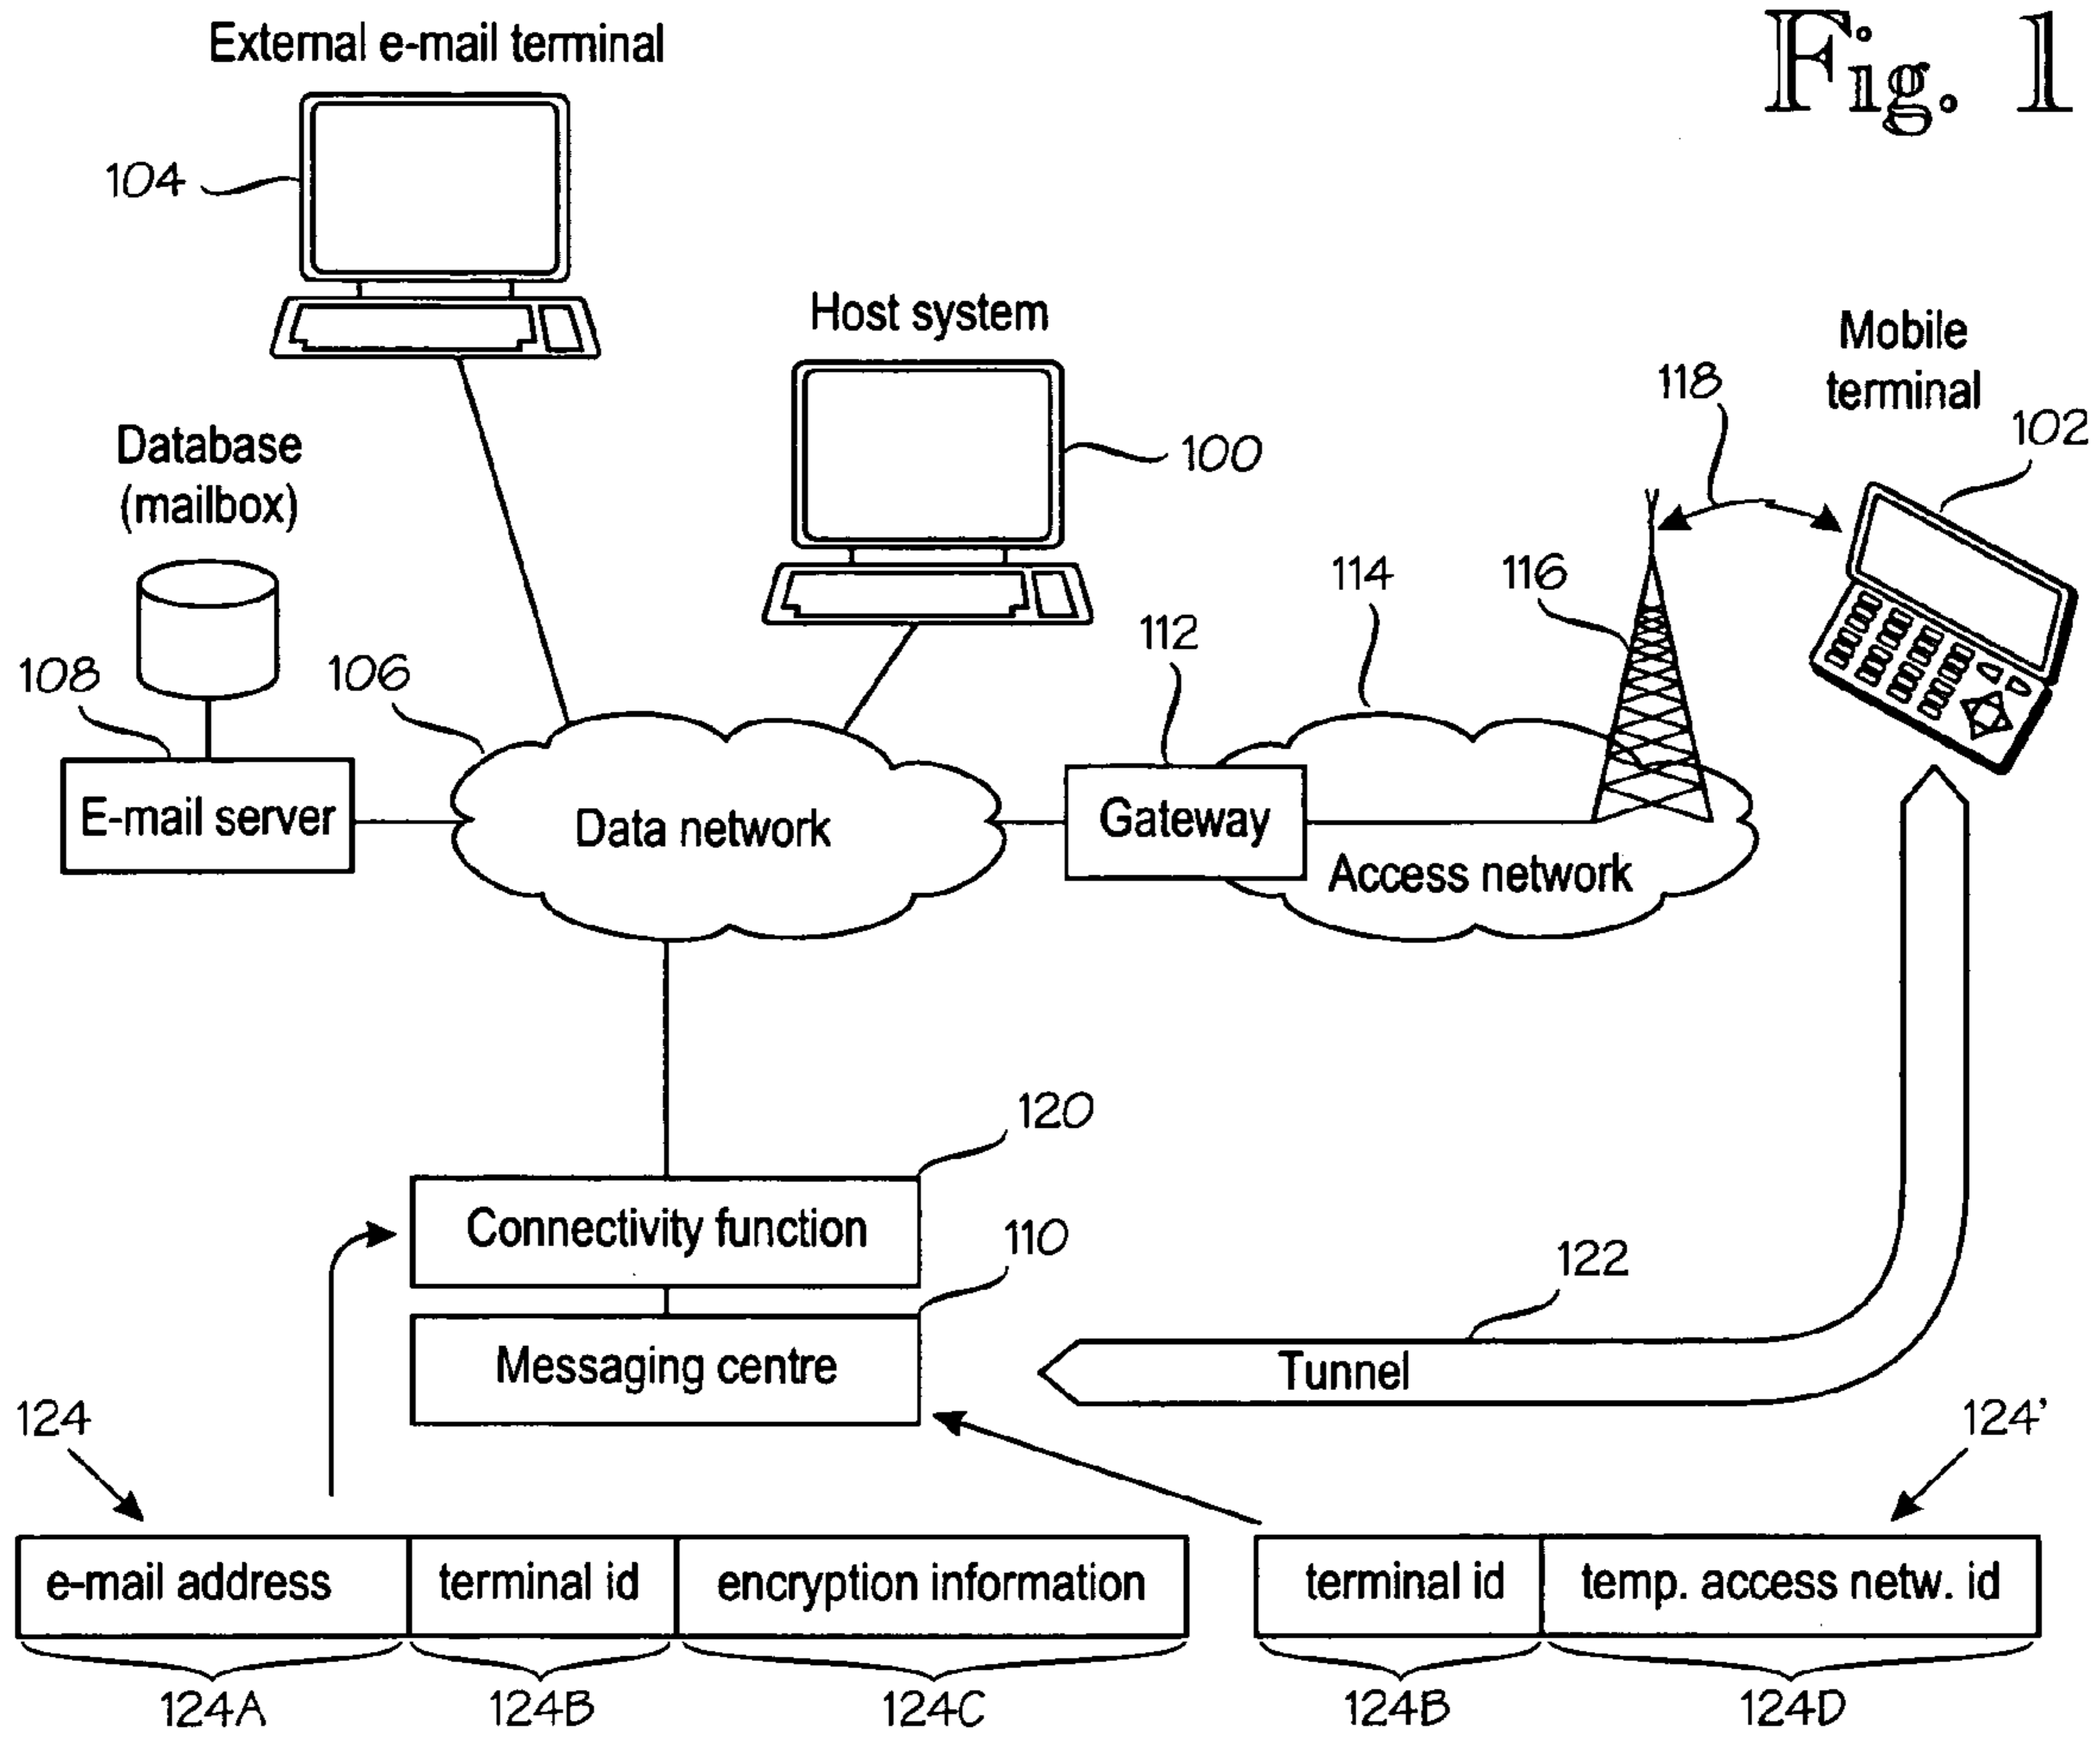 Fig. 1
External e-mail terminal
104
Host system
100
Mobile
terminal
102
118
Database
(mailbox)
108
106
112
114
116
E-mail server
Data network
Gateway
Access network
120
Connectivity function
110
Messaging centre
122
Tunnel
124
124'
e-mail address
terminal id
encryption information
terminal id
temp. access netw. id
124A
124B
124C
124B
124D